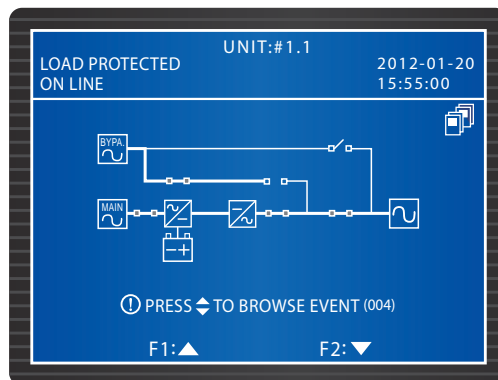 UNIT:#1.1
LOAD PROTECTED
ON LINE
2012-01-20
15:55:00
BYPA.
MAIN
PRESS TO BROWSE EVENT (004)
F1: F2: